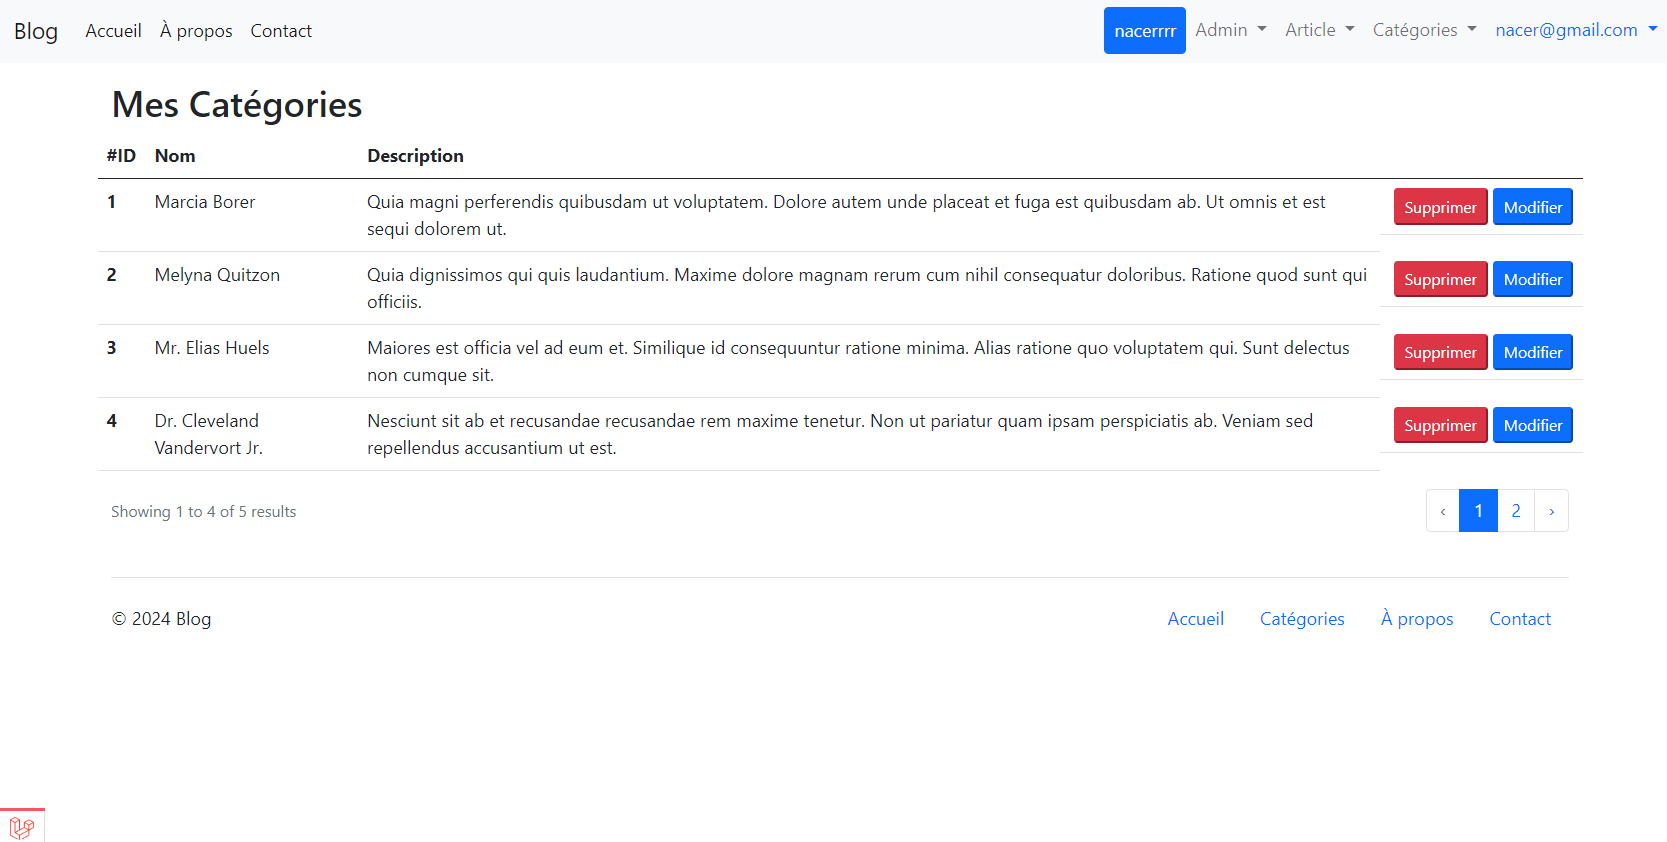 Blog Accueil À propos Contact nacerrrr Admin Article Catégories nacer@gmail.com
Mes Catégories
#ID Nom Description
1 Marcia Borer Quia magni perferendis quibusdam ut voluptatem. Dolore autem unde placeat et fuga est quibusdam ab. Ut omnis et est Supprimer Modifier
sequi dolorem ut.
2 Melyna Quitzon Quia dignissimos qui quis laudantium. Maxime dolore magnam rerum cum nihil consequatur doloribus. Ratione quod sunt qui Supprimer Modifier
officiis.
3 Mr. Elias Huels Maiores est officia vel ad eum et. Similique id consequuntur ratione minima. Alias ratione quo voluptatem qui. Sunt delectus Supprimer Modifier
non cumque sit.
4 Dr. Cleveland Nesciunt sit ab et recusandae recusandae rem maxime tenetur. Non ut pariatur quam ipsam perspiciatis ab. Veniam sed Supprimer Modifier
Vandervort Jr. repellendus accusantium ut est.
Showing 1 to 4 of 5 results ‹ 1 2 ›
© 2024 Blog Accueil Catégories À propos Contact